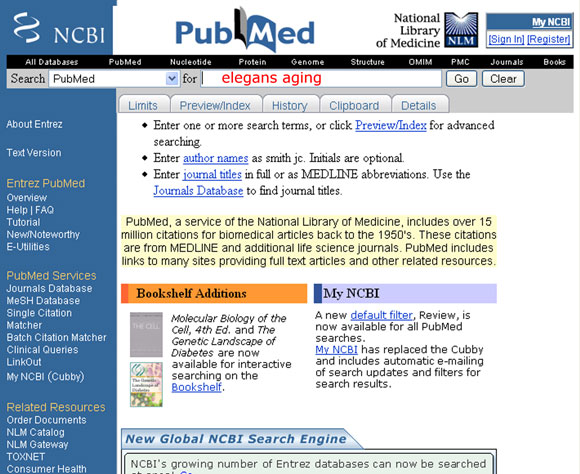 NCBI
PubMed
National
Library
of Medicine
NLM
My NCBI
[Sign In] [Register]
All Databases PubMed Nucleotide Protein Genome Structure OMIM PMC Journals Books
Search PubMed for elegans aging Go Clear
Limits Preview/Index History Clipboard Details
About Entrez
Text Version
Entrez PubMed
Overview
Help | FAQ
Tutorial
New/Noteworthy
E-Utilities
PubMed Services
Journals Database
MeSH Database
Single Citation
Matcher
Batch Citation Matcher
Clinical Queries
LinkOut
My NCBI (Cubby)
Related Resources
Order Documents
NLM Catalog
NLM Gateway
TOXNET
Consumer Health
• Enter one or more search terms, or click Preview/Index for advanced
searching.
• Enter author names as smith jc. Initials are optional.
• Enter journal titles in full or as MEDLINE abbreviations. Use the
Journals Database to find journal titles.
PubMed, a service of the National Library of Medicine, includes over 15
million citations for biomedical articles back to the 1950's. These citations
are from MEDLINE and additional life science journals. PubMed includes
links to many sites providing full text articles and other related resources.
Bookshelf Additions
THE CELL
The Genetic
Landscape of
Diabetes
Molecular Biology of
the Cell, 4th Ed. and The
Genetic Landscape of
Diabetes are now
available for interactive
searching on the
Bookshelf.
My NCBI
A new default filter, Review, is
now available for all PubMed
searches.
My NCBI has replaced the Cubby
and includes automatic e-mailing
of search updates and filters for
search results.
New Global NCBI Search Engine
NCBI's growing number of Entrez databases can now be searched